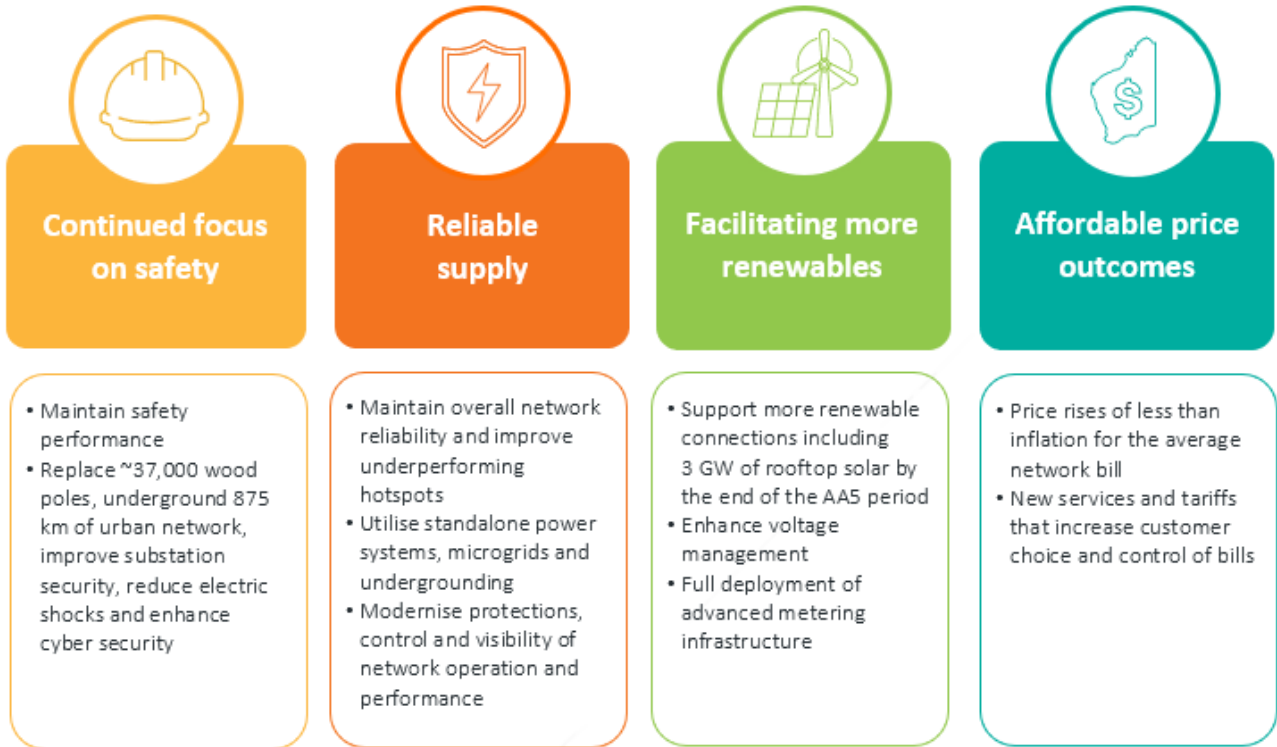 Continued focus
on safety
Reliable
supply
Facilitating more
renewables
Affordable price
outcomes
• Maintain safety
performance
• Replace ~37,000 wood
poles, underground 875
km of urban network,
improve substation
security, reduce electric
shocks and enhance
cyber security
• Maintain overall network
reliability and improve
underperforming
hotspots
• Utilise standalone power
systems, microgrids and
undergrounding
• Modernise protections,
control and visibility of
network operation and
performance
• Support more renewable
connections including
3 GW of rooftop solar by
the end of the AA5 period
• Enhance voltage
management
• Full deployment of
advanced metering
infrastructure
$
• Price rises of less than
inflation for the average
network bill
• New services and tariffs
that increase customer
choice and control of bills